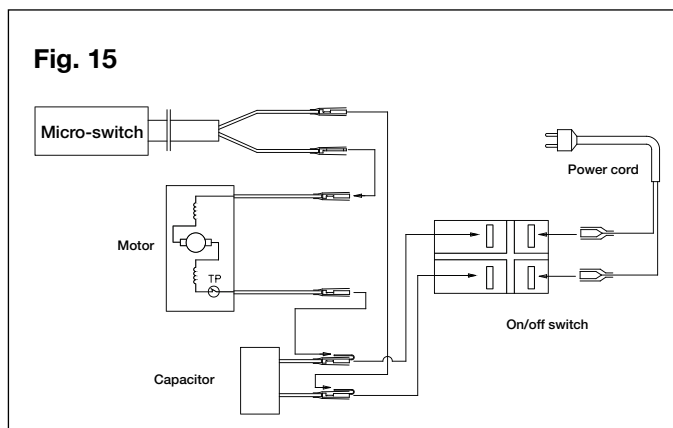 Fig. 15
Micro-switch
Power cord
Motor
TP
On/off switch
Capacitor